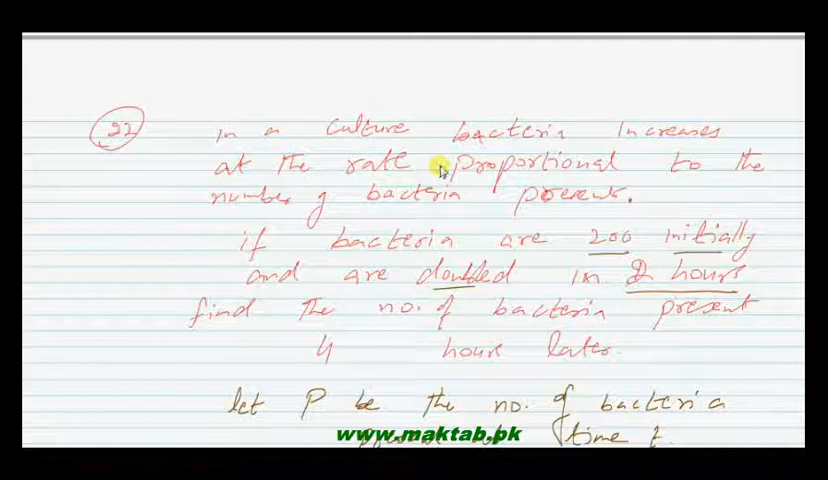 22
in a culture bacteria increases
at the rate proportional to the
number of bacteria present.
if bacteria are 200 initially
and are doubled in 2 hours
find the no. of bacteria present
4 hours later.
let P be the no. of bacteria
time t.
www.maktab.pk